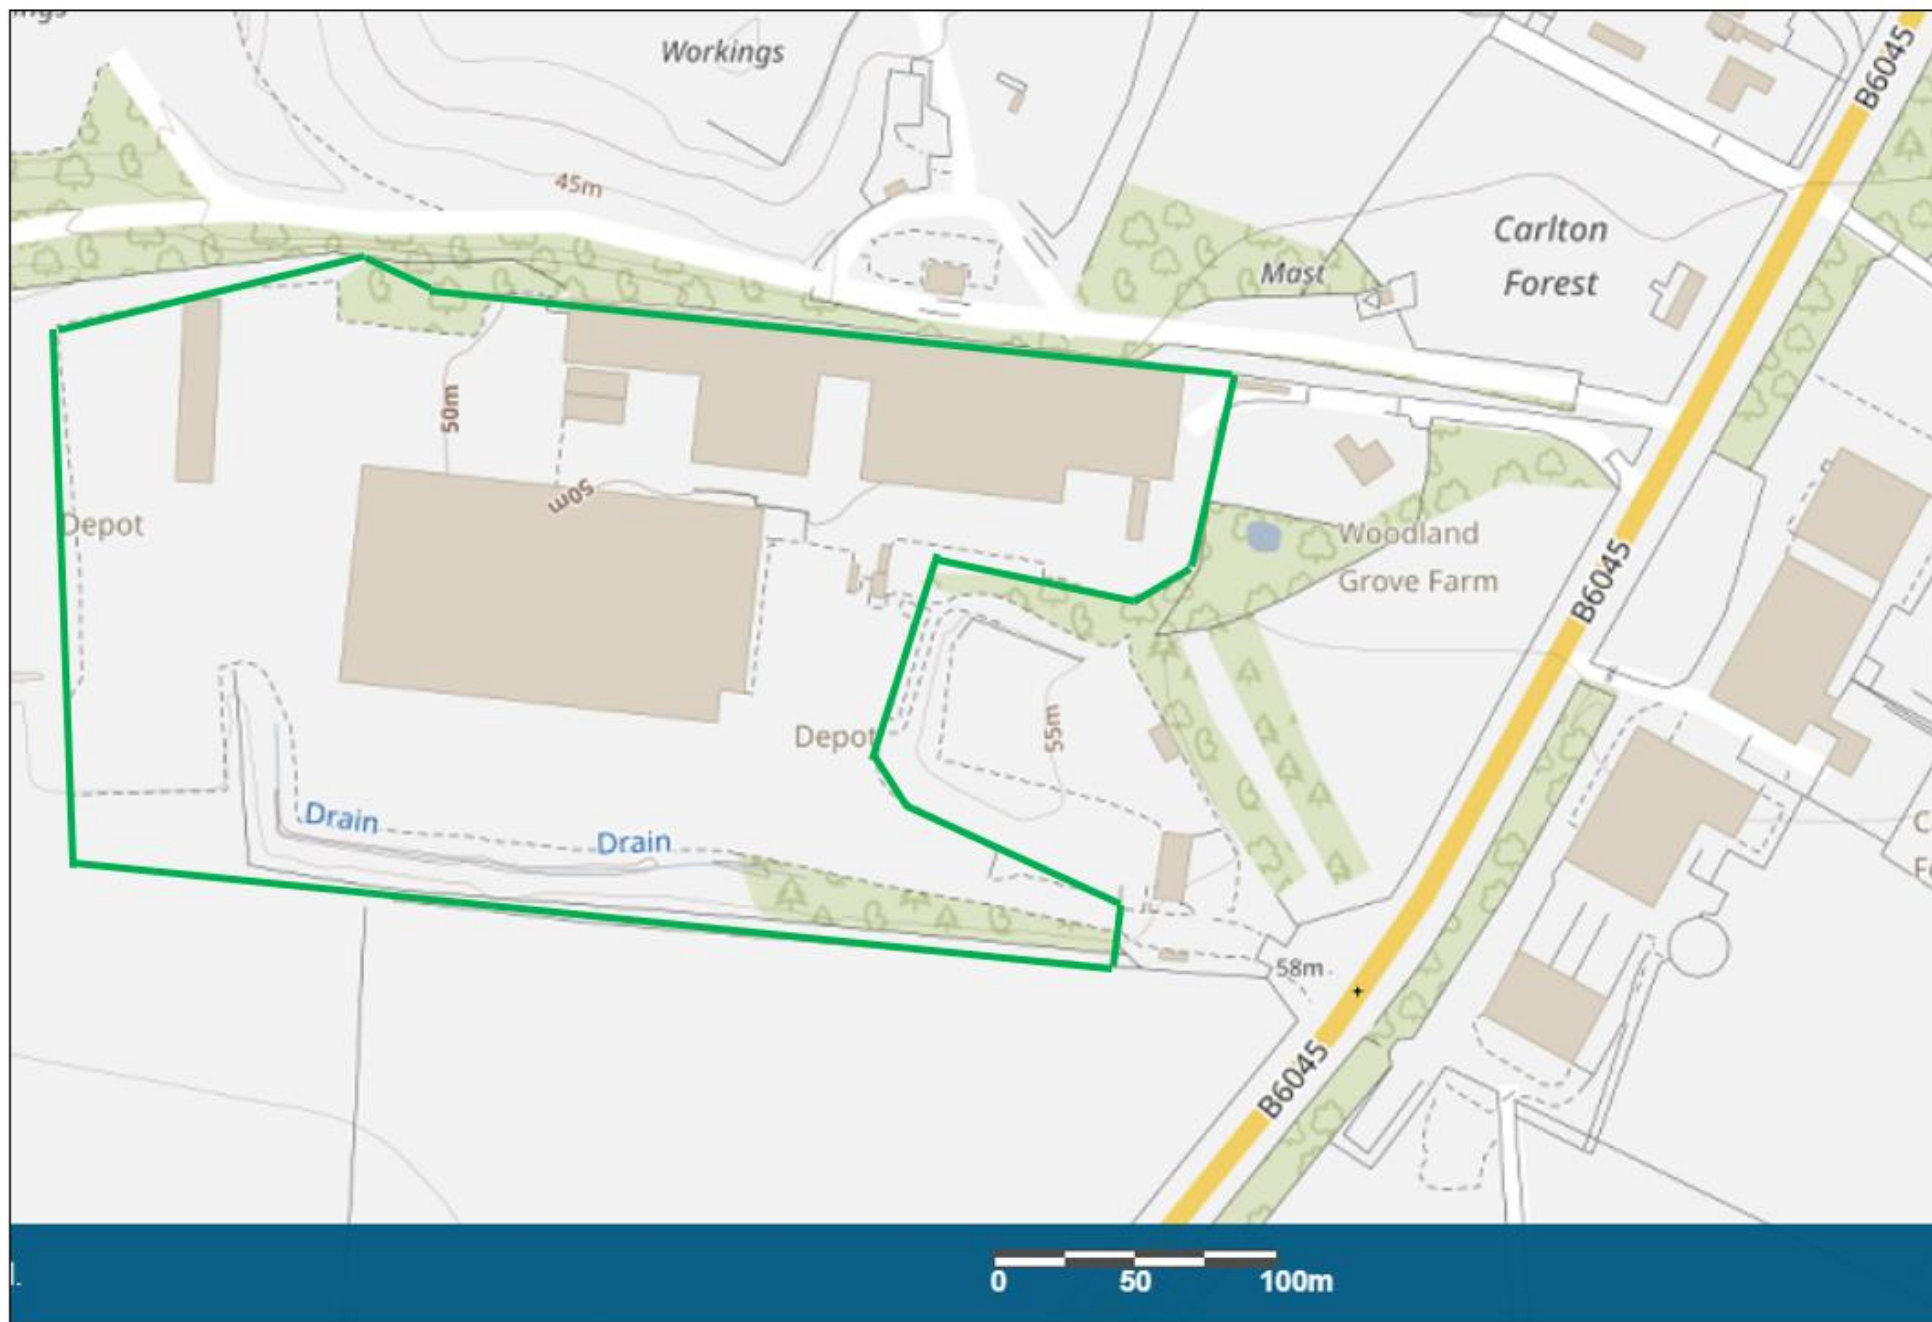 Workings
B6045
45m
Carlton
Forest
Mast
50m
50m
Depot
Woodland
Grove Farm
B6045
Depot
55m
Drain
Drain
58m
B6045
0 50 100m